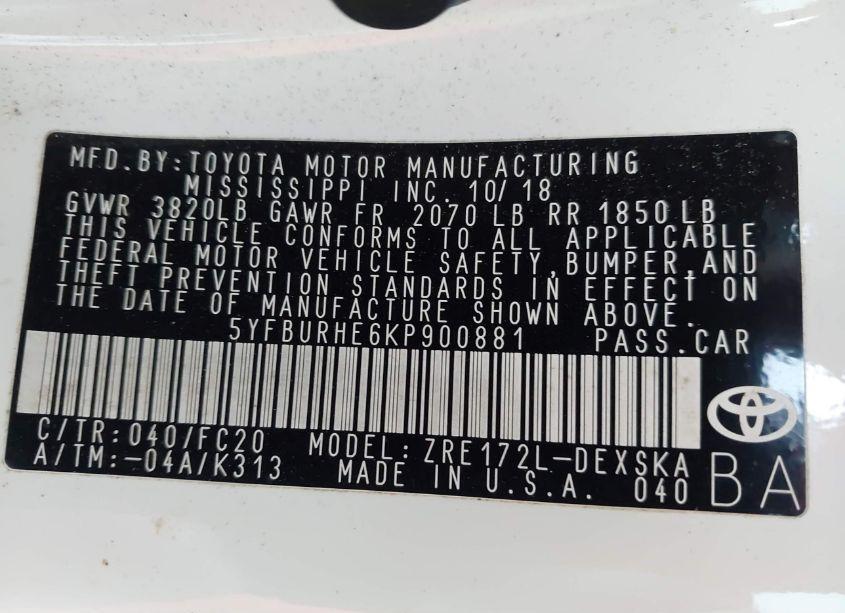 MFD.BY:TOYOTA MOTOR MANUFACTURING
MISSISSIPPI INC. 10/18
GVWR 3820LB GAWR FR 2070 LB RR 1850 LB
THIS VEHICLE CONFORMS TO ALL APPLICABLE
FEDERAL MOTOR VEHICLE SAFETY,BUMPER,AND
THEFT PREVENTION STANDARDS IN EFFECT ON
THE DATE OF MANUFACTURE SHOWN ABOVE.
5YFBURHE6KP900881 PASS.CAR
C/TR:040/FC20 MODEL:ZRE172L-DEXSKA
A/TM:-04A/K313 MADE IN U.S.A. 040 BA